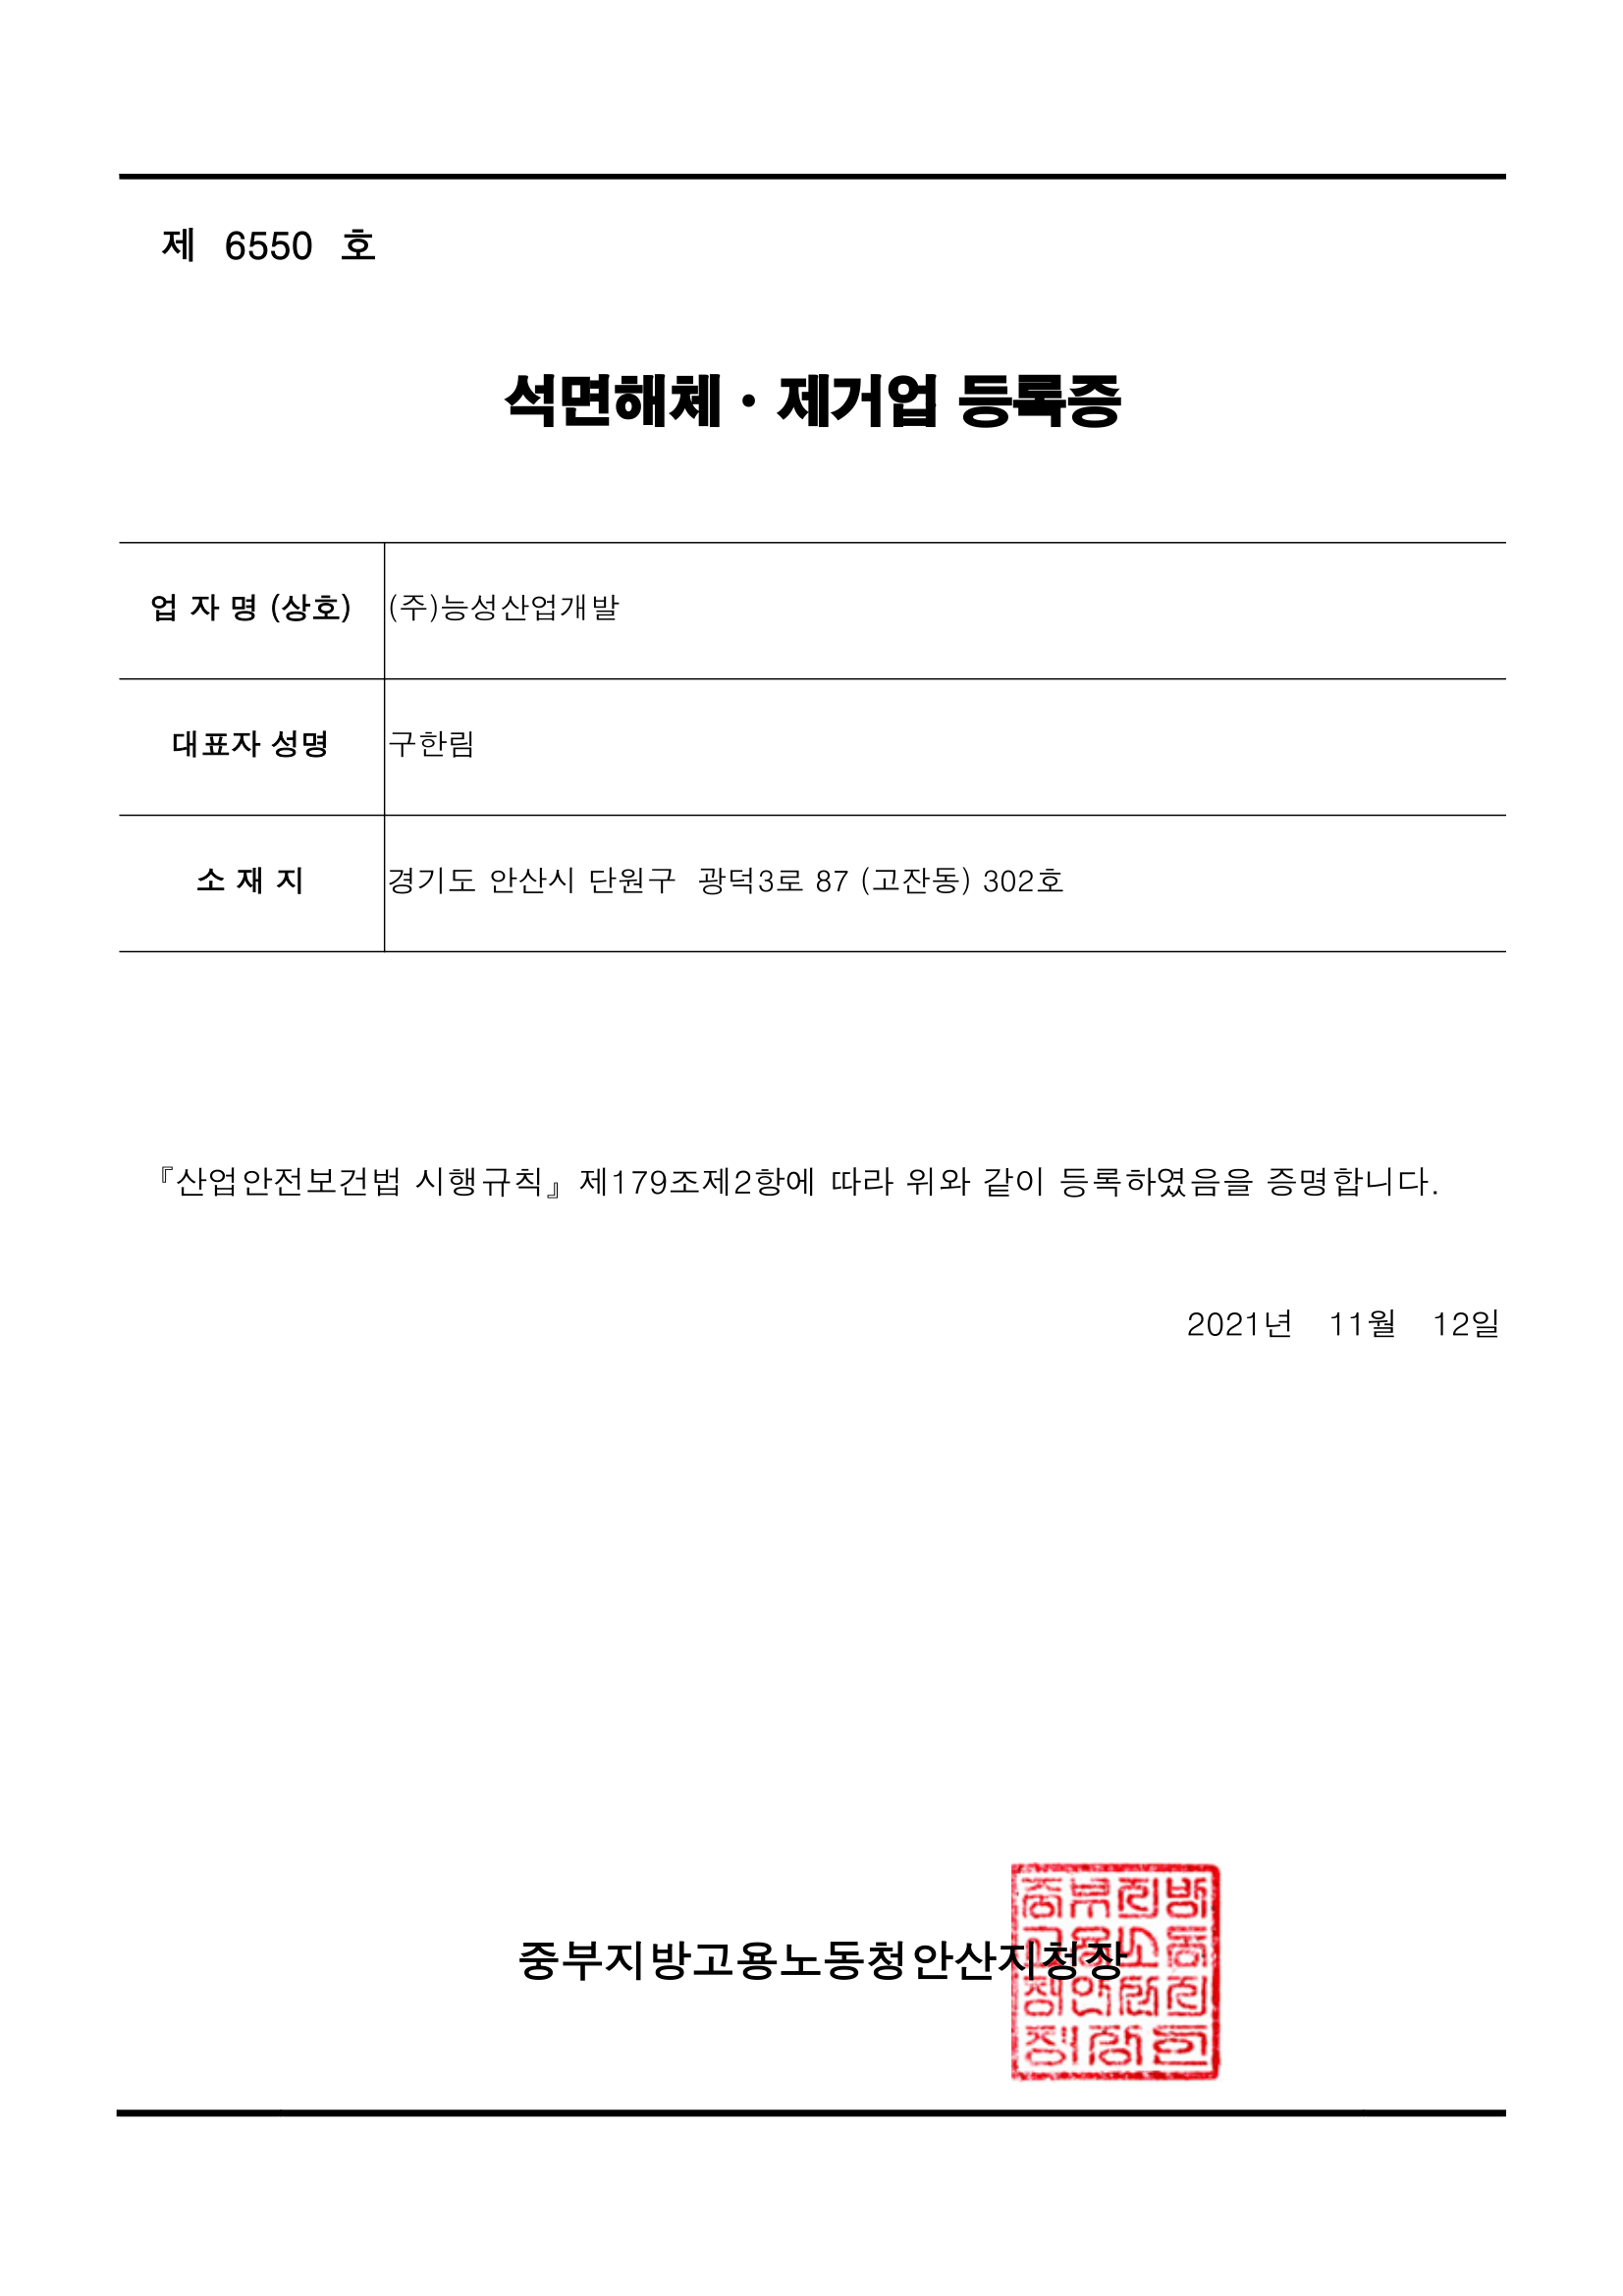 제 6550 호
석면해체 · 제거업 등록증
업 자 명 (상호) (주)능성산업개발
대표자 성명 구한림
소 재 지 경기도 안산시 단원구 광덕3로 87 (고잔동) 302호
『산업안전보건법 시행규칙』 제179조제2항에 따라 위와 같이 등록하였음을 증명합니다.
2021년 11월 12일
중부지방고용노동청안산지청장